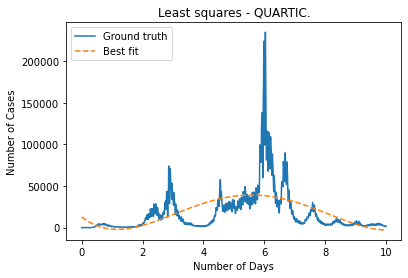 Least squares - QUARTIC.
Ground truth
Best fit
Number of Cases
200000
150000
100000
50000
0
0 2 4 6 8 10
Number of Days